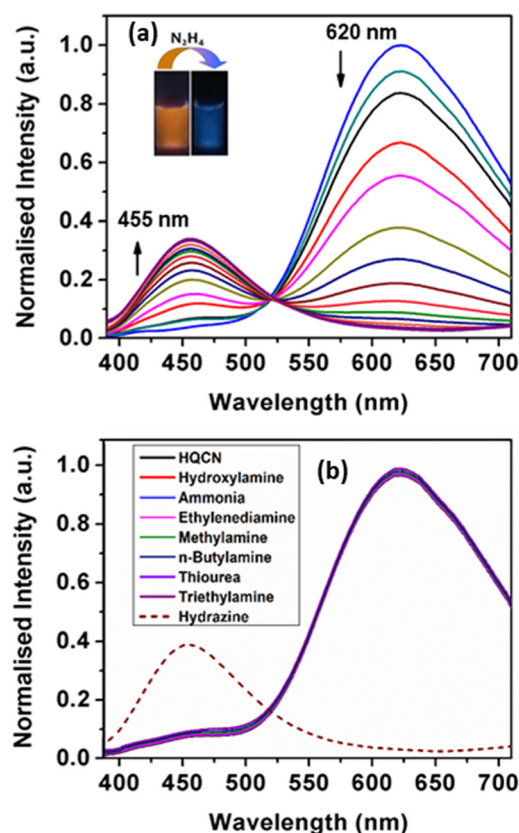 (a)
N₂H₄
620 nm
455 nm
Normalised Intensity (a.u.)
1.0
0.8
0.6
0.4
0.2
0.0
400 450 500 550 600 650 700
Wavelength (nm)
(b)
HQCN
Hydroxylamine
Ammonia
Ethylenediamine
Methylamine
n-Butylamine
Thiourea
Triethylamine
Hydrazine
Normalised Intensity (a.u.)
1.0
0.8
0.6
0.4
0.2
0.0
400 450 500 550 600 650 700
Wavelength (nm)